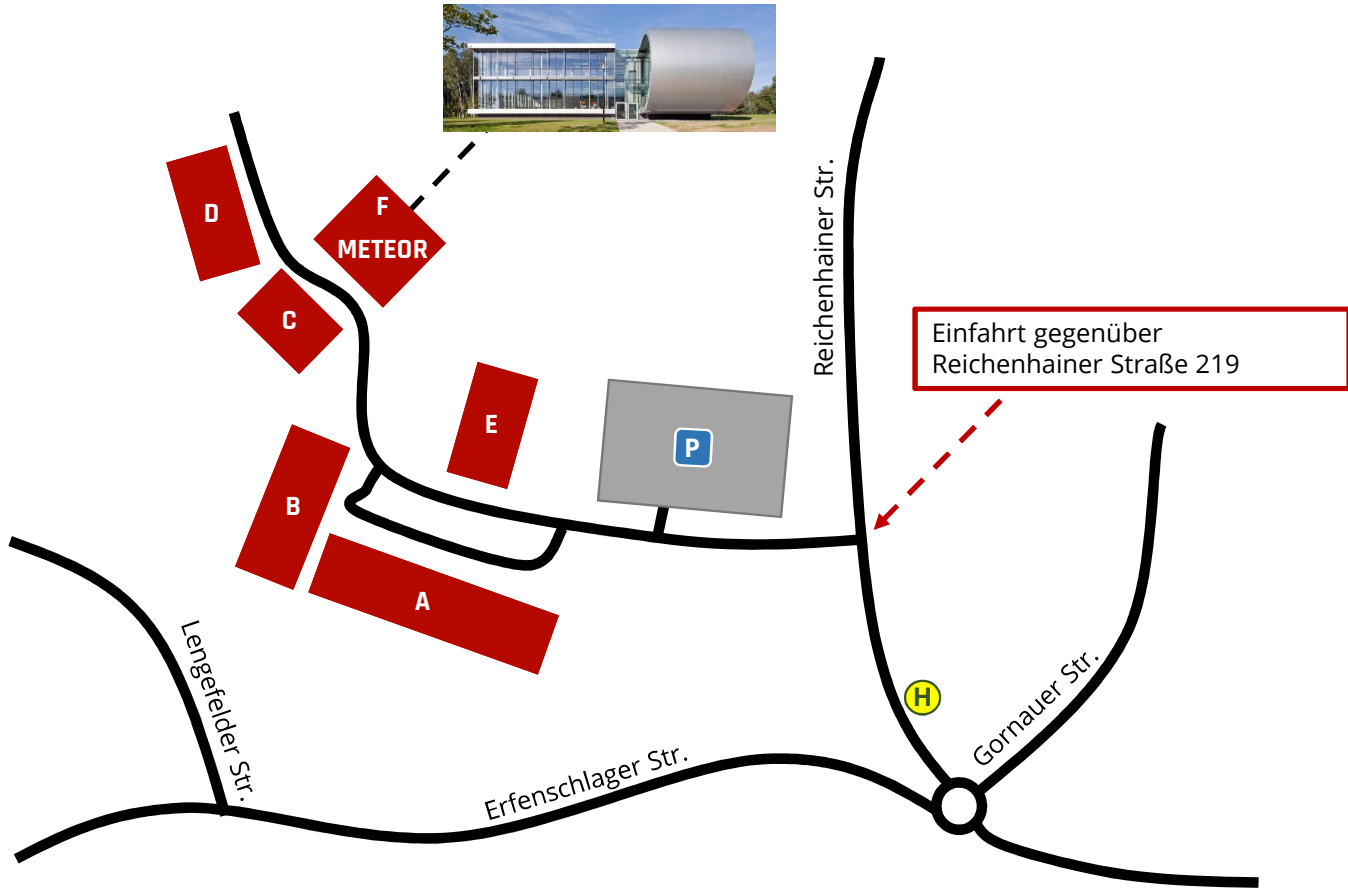 D
F
METEOR
C
Reichenhainer Str.
Einfahrt gegenüber
Reichenhainer Straße 219
E
P
B
A
Lengefelder Str.
H
Gornauer Str.
Erfenschlager Str.